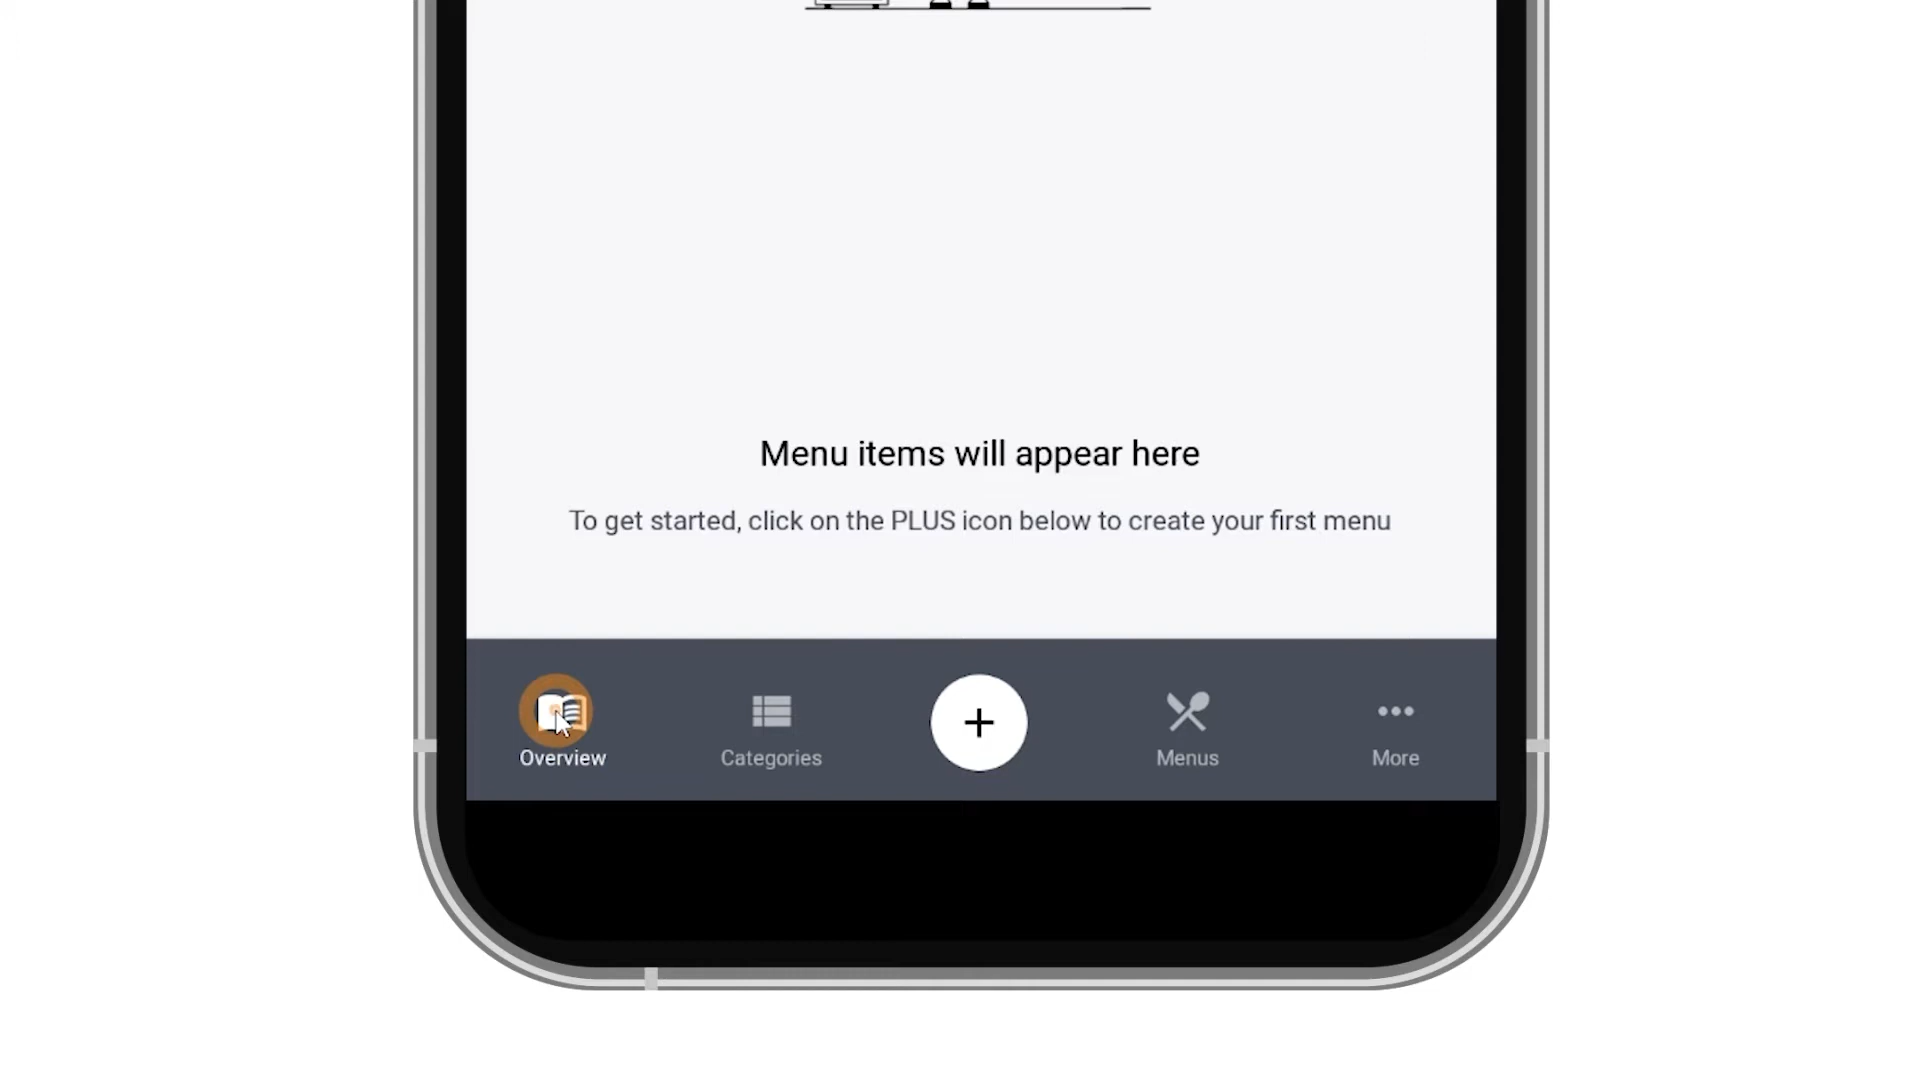 Menu items will appear here
To get started, click on the PLUS icon below to create your first menu
Overview
Categories
Menus
More